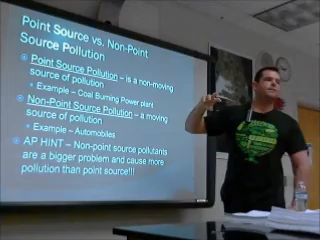 Point Source vs. Non-Point
Source Pollution
Point Source Pollution – is a non-moving
source of pollution
Example – Coal Burning Power plant
Non-Point Source Pollution – a moving
source of pollution
Example – Automobiles
AP HINT – Non-point source pollutants
are a bigger problem and cause more
pollution than point source!!!